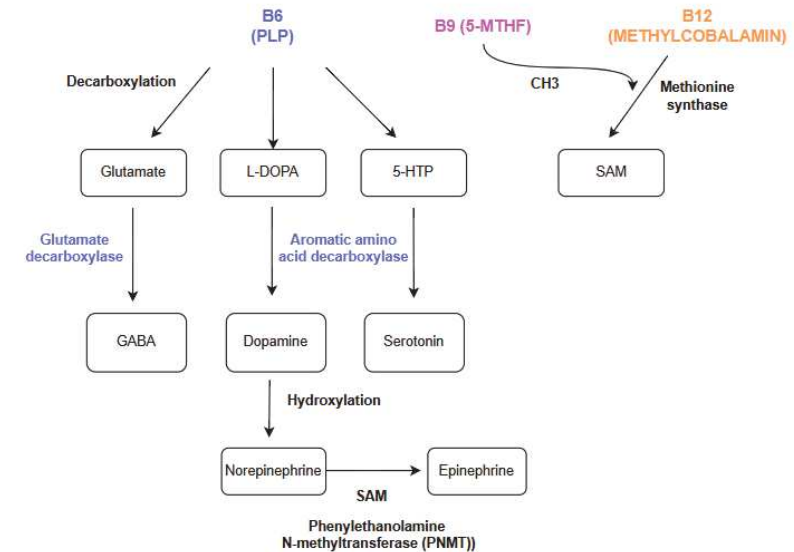 B6
(PLP)
B9 (5-MTHF)
B12
(METHYLCOBALAMIN)
Decarboxylation
CH3
Methionine
synthase
Glutamate
L-DOPA
5-HTP
SAM
Glutamate
decarboxylase
Aromatic amino
acid decarboxylase
GABA
Dopamine
Serotonin
Hydroxylation
Norepinephrine
Epinephrine
SAM
Phenylethanolamine
N-methyltransferase (PNMT))